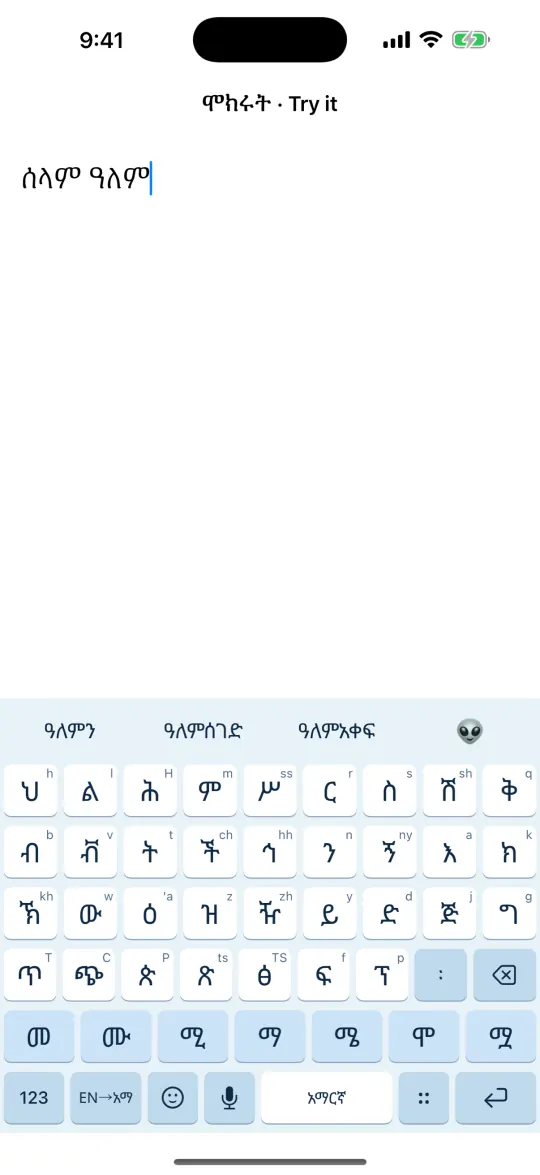 9:41
ሞክሩት · Try it
ሰላም ዓለም
ዓለምን ዓለምሰገድ ዓለምአቀፍ
ህ h ል l ሕ H ም m ሥ ss ር r ስ s ሽ sh ቅ q
ብ b ቭ v ት t ች ch ኅ hh ን n ኝ ny እ a ክ k
ኽ kh ው w ዕ 'a ዝ z ዥ zh ይ y ድ d ጅ j ግ g
ጥ T ጭ C ጵ P ጽ ts ፅ TS ፍ f ፕ p ፡
መ ሙ ሚ ማ ሜ ሞ ሟ
123 EN→አማ አማርኛ ::